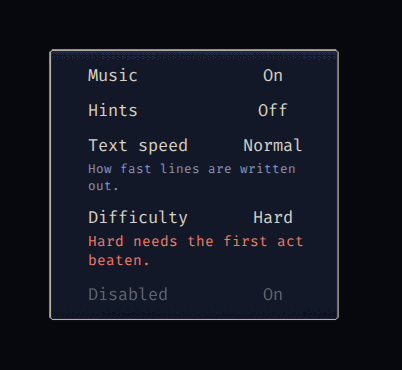 Music On
Hints Off
Text speed Normal
How fast lines are written
out.
Difficulty Hard
Hard needs the first act
beaten.
Disabled On